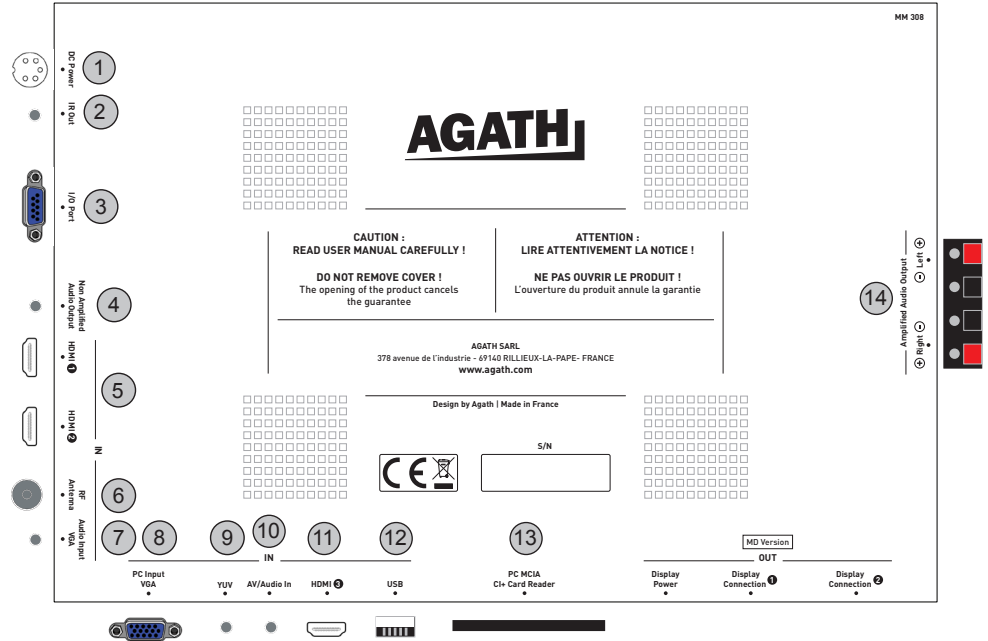 MM 308
DC Power
1
IR Out
2
I/O Port
3
Non Amplified
Audio Output
4
HDMI 1
5
HDMI 2
IN
RF
Antenna
6
Audio Input
VGA
7
AGATH
CAUTION :
READ USER MANUAL CAREFULLY !
DO NOT REMOVE COVER !
The opening of the product cancels
the guarantee
ATTENTION :
LIRE ATTENTIVEMENT LA NOTICE !
NE PAS OUVRIR LE PRODUIT !
L'ouverture du produit annule la garantie
AGATH SARL
378 avenue de l'industrie - 69140 RILLIEUX-LA-PAPE- FRANCE
www.agath.com
Design by Agath | Made in France
CE
S/N
14
Amplified Audio Output
+ Left -
+ Right -
8
9
10
11
12
13
IN
PC Input
VGA
YUV
AV/Audio In
HDMI 3
USB
PC MCIA
CI+ Card Reader
MD Version
OUT
Display
Power
Display
Connection 1
Display
Connection 2